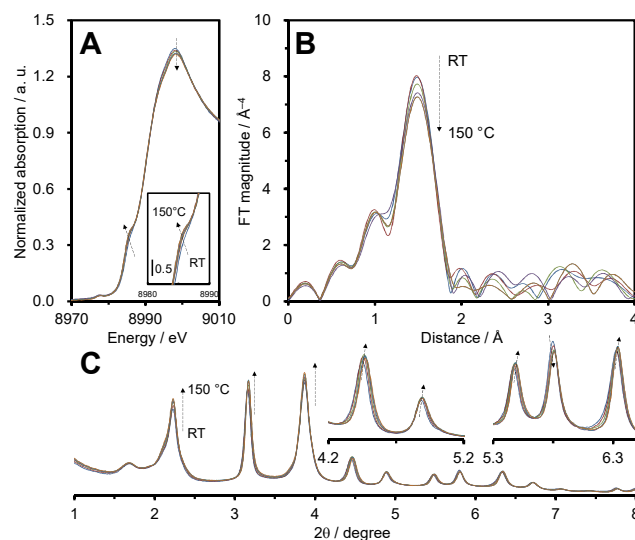 A
1.5
1.2
0.9
0.6
0.3
0.0
Normalized absorption / a. u.
150°C
RT
0.5
8980
8990
8970
8990
9010
Energy / eV
B
10
8
6
4
2
0
FT magnitude / Å⁻⁴
RT
150 °C
0
1
2
3
4
Distance / Å
C
150 °C
RT
4.2
5.2
5.3
6.3
1
2
3
4
5
6
7
8
2θ / degree